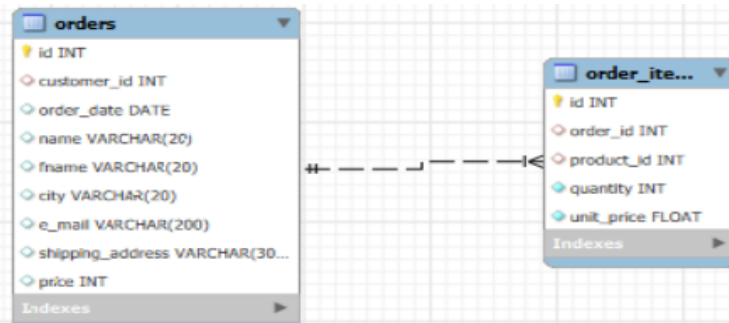 orders
id INT
customer_id INT
order_date DATE
name VARCHAR(20)
fname VARCHAR(20)
city VARCHAR(20)
e_mail VARCHAR(200)
shipping_address VARCHAR(30...
price INT
Indexes
order_ite...
id INT
order_id INT
product_id INT
quantity INT
unit_price FLOAT
Indexes